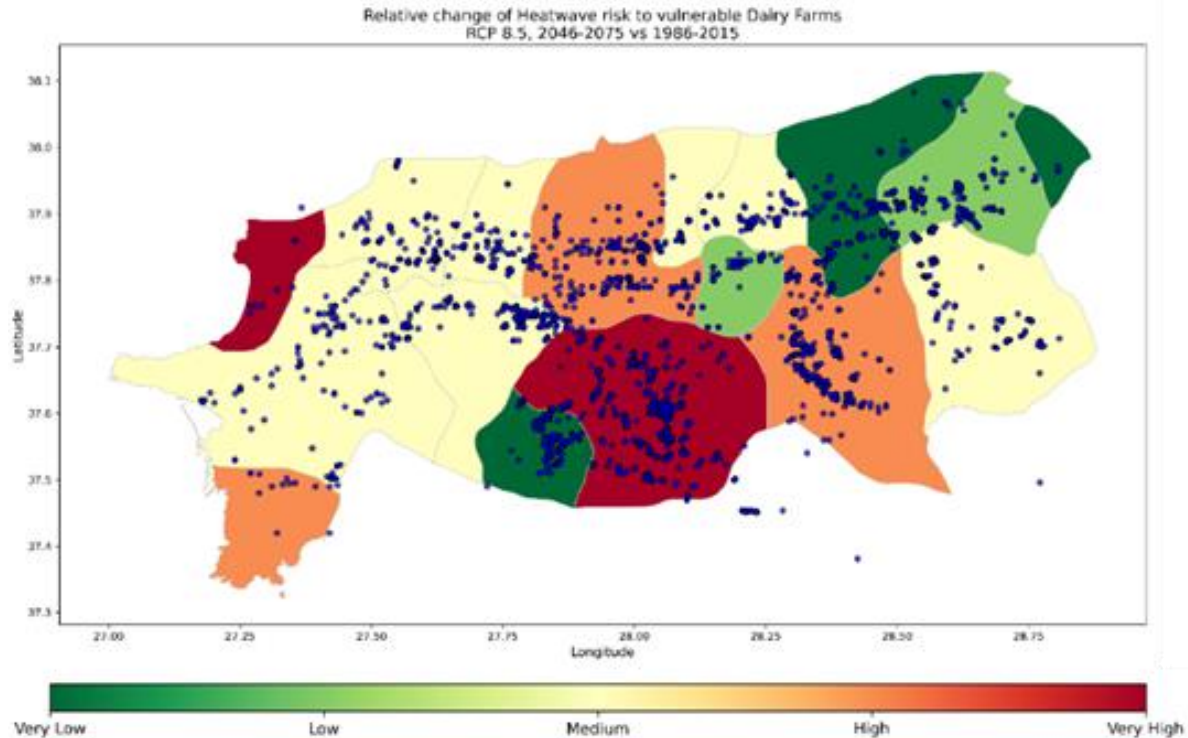 Relative change of Heatwave risk to vulnerable Dairy Farms
RCP 8.5, 2046-2075 vs 1986-2015
38.1
38.0
37.9
37.8
37.7
37.6
37.5
37.4
37.3
Latitude
27.00 27.25 27.50 27.75 28.00 28.25 28.50 28.75
Longitude
Very Low Low Medium High Very High